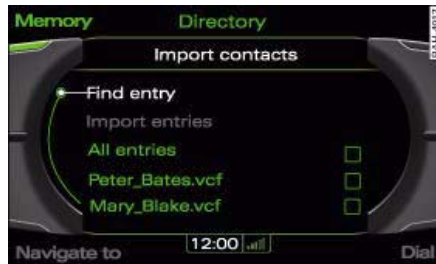 Memory
Directory
Import contacts
Find entry
Import entries
All entries
Peter_Bates.vcf
Mary_Blake.vcf
Navigate to
12:00
Dial